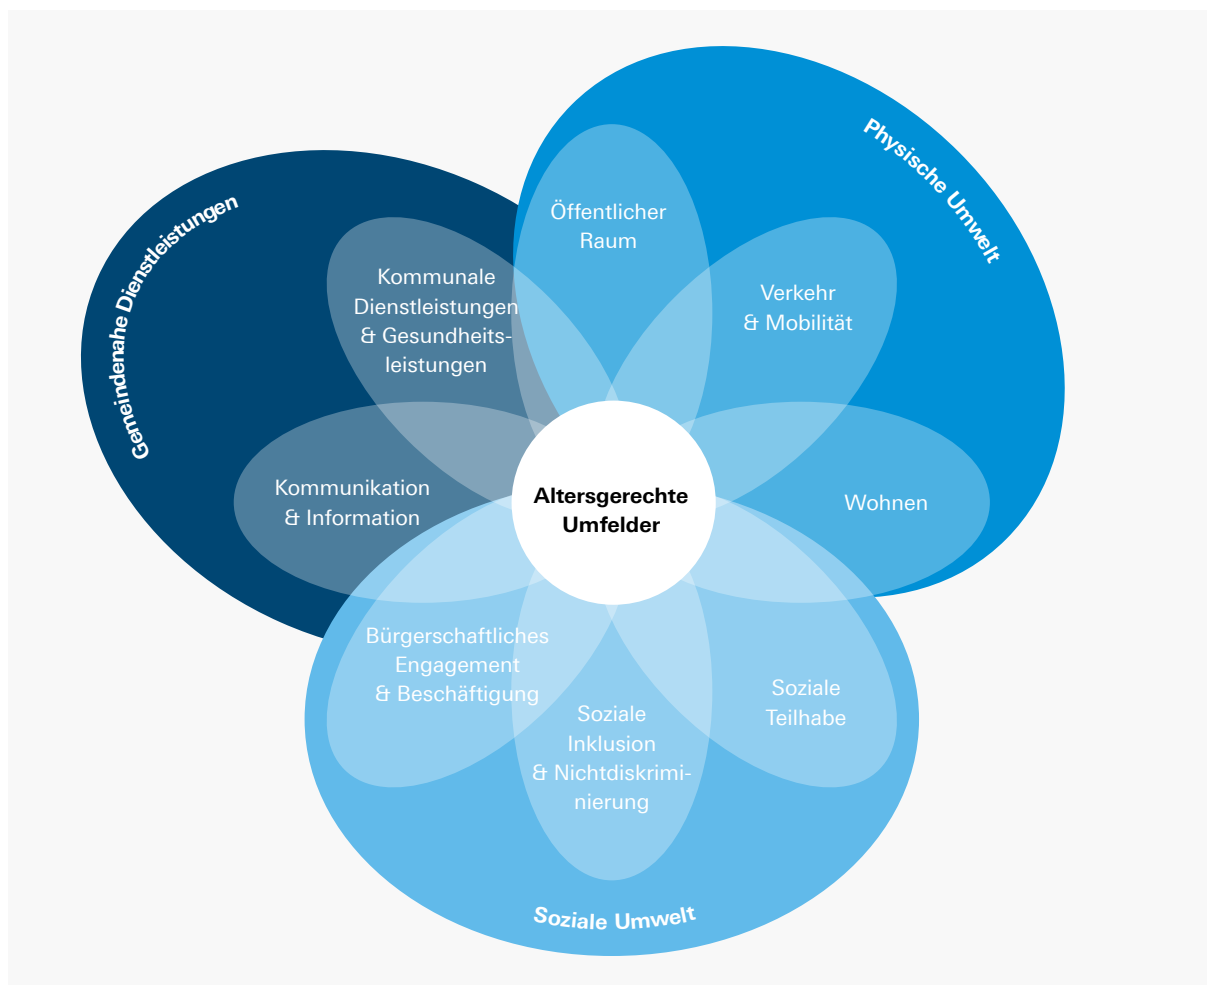 Physische Umwelt
Gemeindenahe Dienstleistungen
Öffentlicher
Raum
Kommunale
Dienstleistungen
& Gesundheits-
leistungen
Verkehr
& Mobilität
Kommunikation
& Information
Altersgerechte
Umfelder
Wohnen
Bürgerschaftliches
Engagement
& Beschäftigung
Soziale
Inklusion
& Nichtdiskrimi-
nierung
Soziale
Teilhabe
Soziale Umwelt